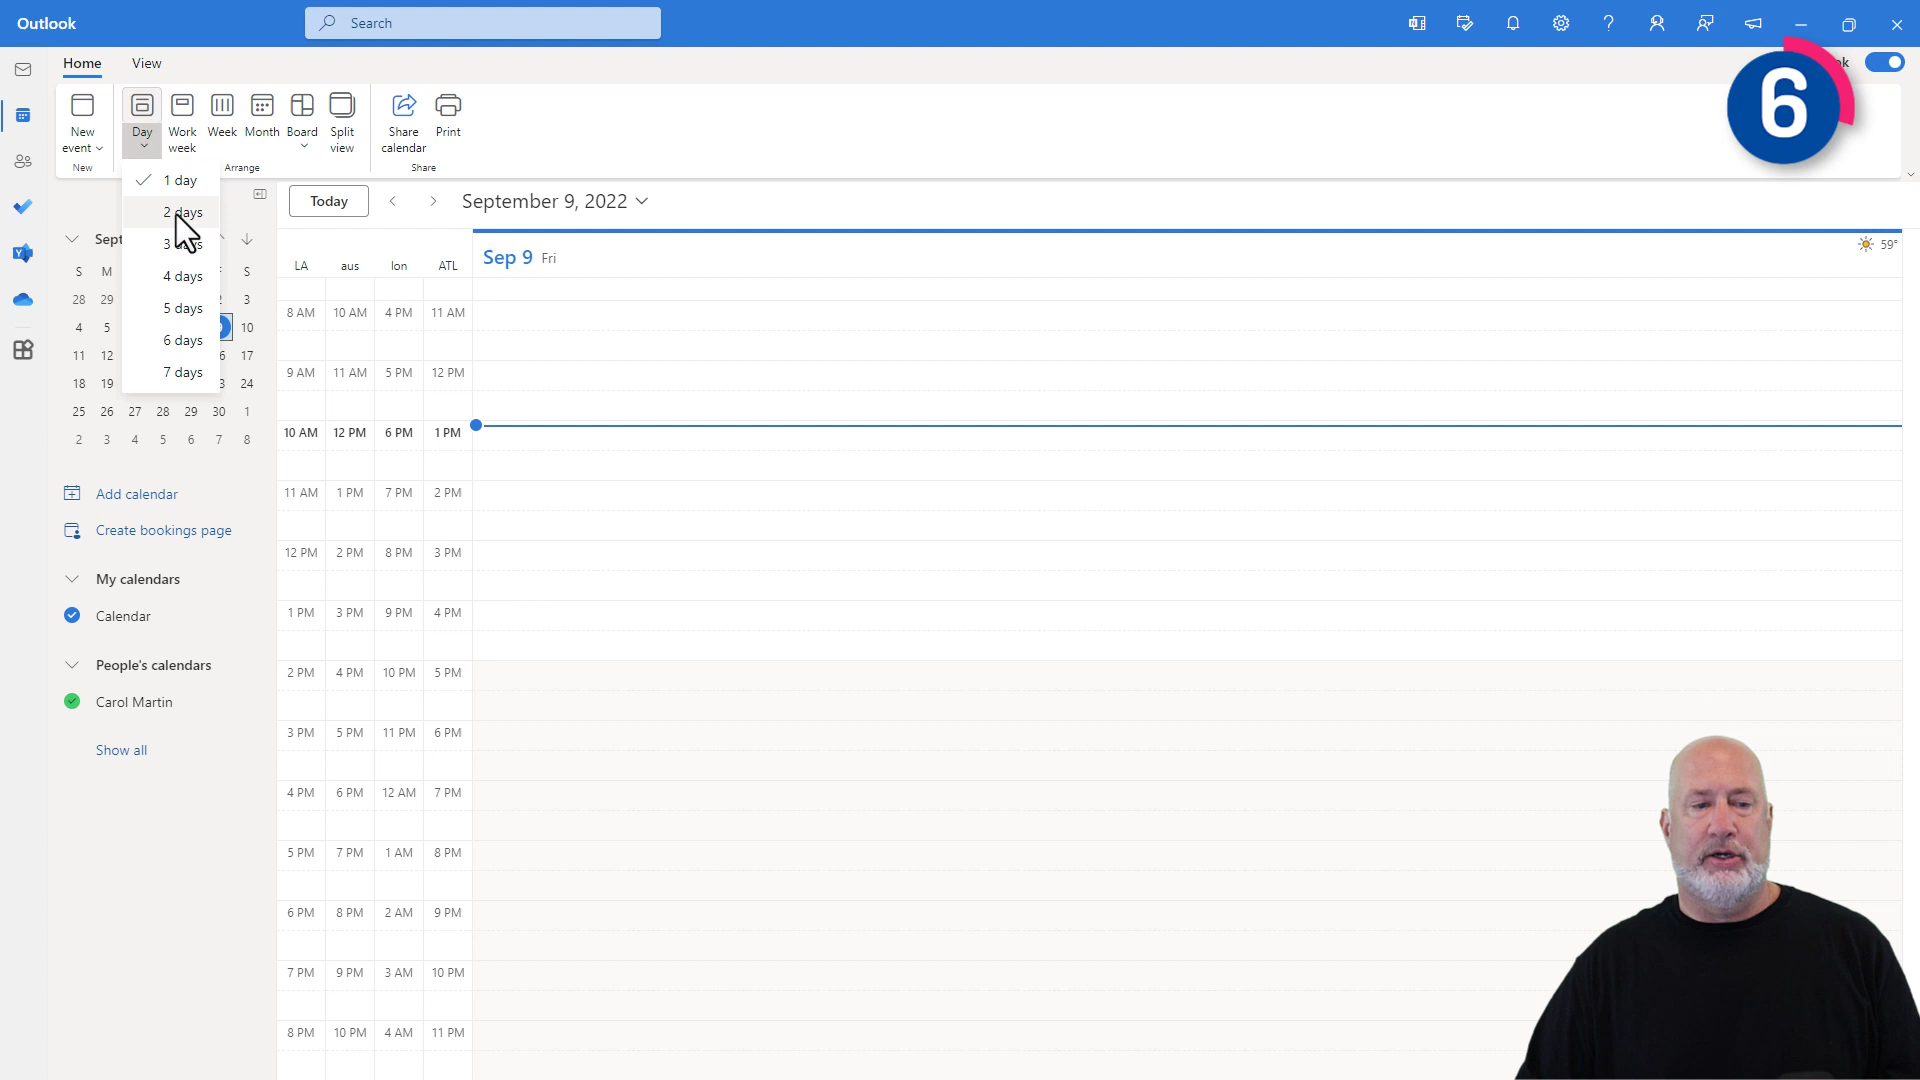 Outlook
Search
Home
View
6
New event
Day
Work week
Week
Month
Board
Split view
Share calendar
Print
New
Arrange
Share
1 day
2 days
3 days
4 days
5 days
6 days
7 days
Today
September 9, 2022
Sept
S M S
28 29 2 3
4 5 10
11 12 6 17
18 19 3 24
25 26 27 28 29 30 1
2 3 4 5 6 7 8
Add calendar
Create bookings page
My calendars
Calendar
People's calendars
Carol Martin
Show all
Sep 9 Fri
59°
LA aus lon ATL
8 AM 10 AM 4 PM 11 AM
9 AM 11 AM 5 PM 12 PM
10 AM 12 PM 6 PM 1 PM
11 AM 1 PM 7 PM 2 PM
12 PM 2 PM 8 PM 3 PM
1 PM 3 PM 9 PM 4 PM
2 PM 4 PM 10 PM 5 PM
3 PM 5 PM 11 PM 6 PM
4 PM 6 PM 12 AM 7 PM
5 PM 7 PM 1 AM 8 PM
6 PM 8 PM 2 AM 9 PM
7 PM 9 PM 3 AM 10 PM
8 PM 10 PM 4 AM 11 PM